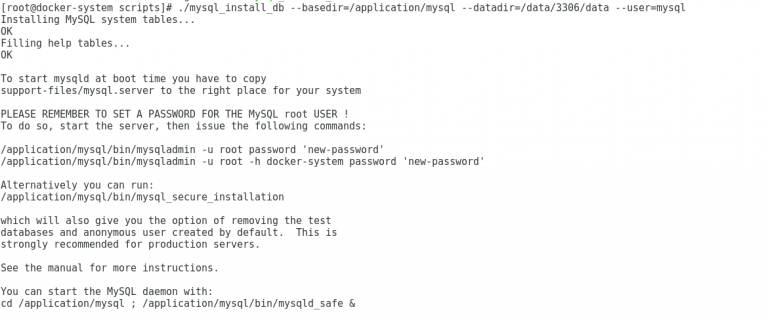 [root@docker-system scripts]# ./mysql_install_db --basedir=/application/mysql --datadir=/data/3306/data --user=mysql
Installing MySQL system tables...
OK
Filling help tables...
OK
To start mysqld at boot time you have to copy
support-files/mysql.server to the right place for your system
PLEASE REMEMBER TO SET A PASSWORD FOR THE MySQL root USER !
To do so, start the server, then issue the following commands:
/application/mysql/bin/mysqladmin -u root password 'new-password'
/application/mysql/bin/mysqladmin -u root -h docker-system password 'new-password'
Alternatively you can run:
/application/mysql/bin/mysql_secure_installation
which will also give you the option of removing the test
databases and anonymous user created by default.  This is
strongly recommended for production servers.
See the manual for more instructions.
You can start the MySQL daemon with:
cd /application/mysql ; /application/mysql/bin/mysqld_safe &